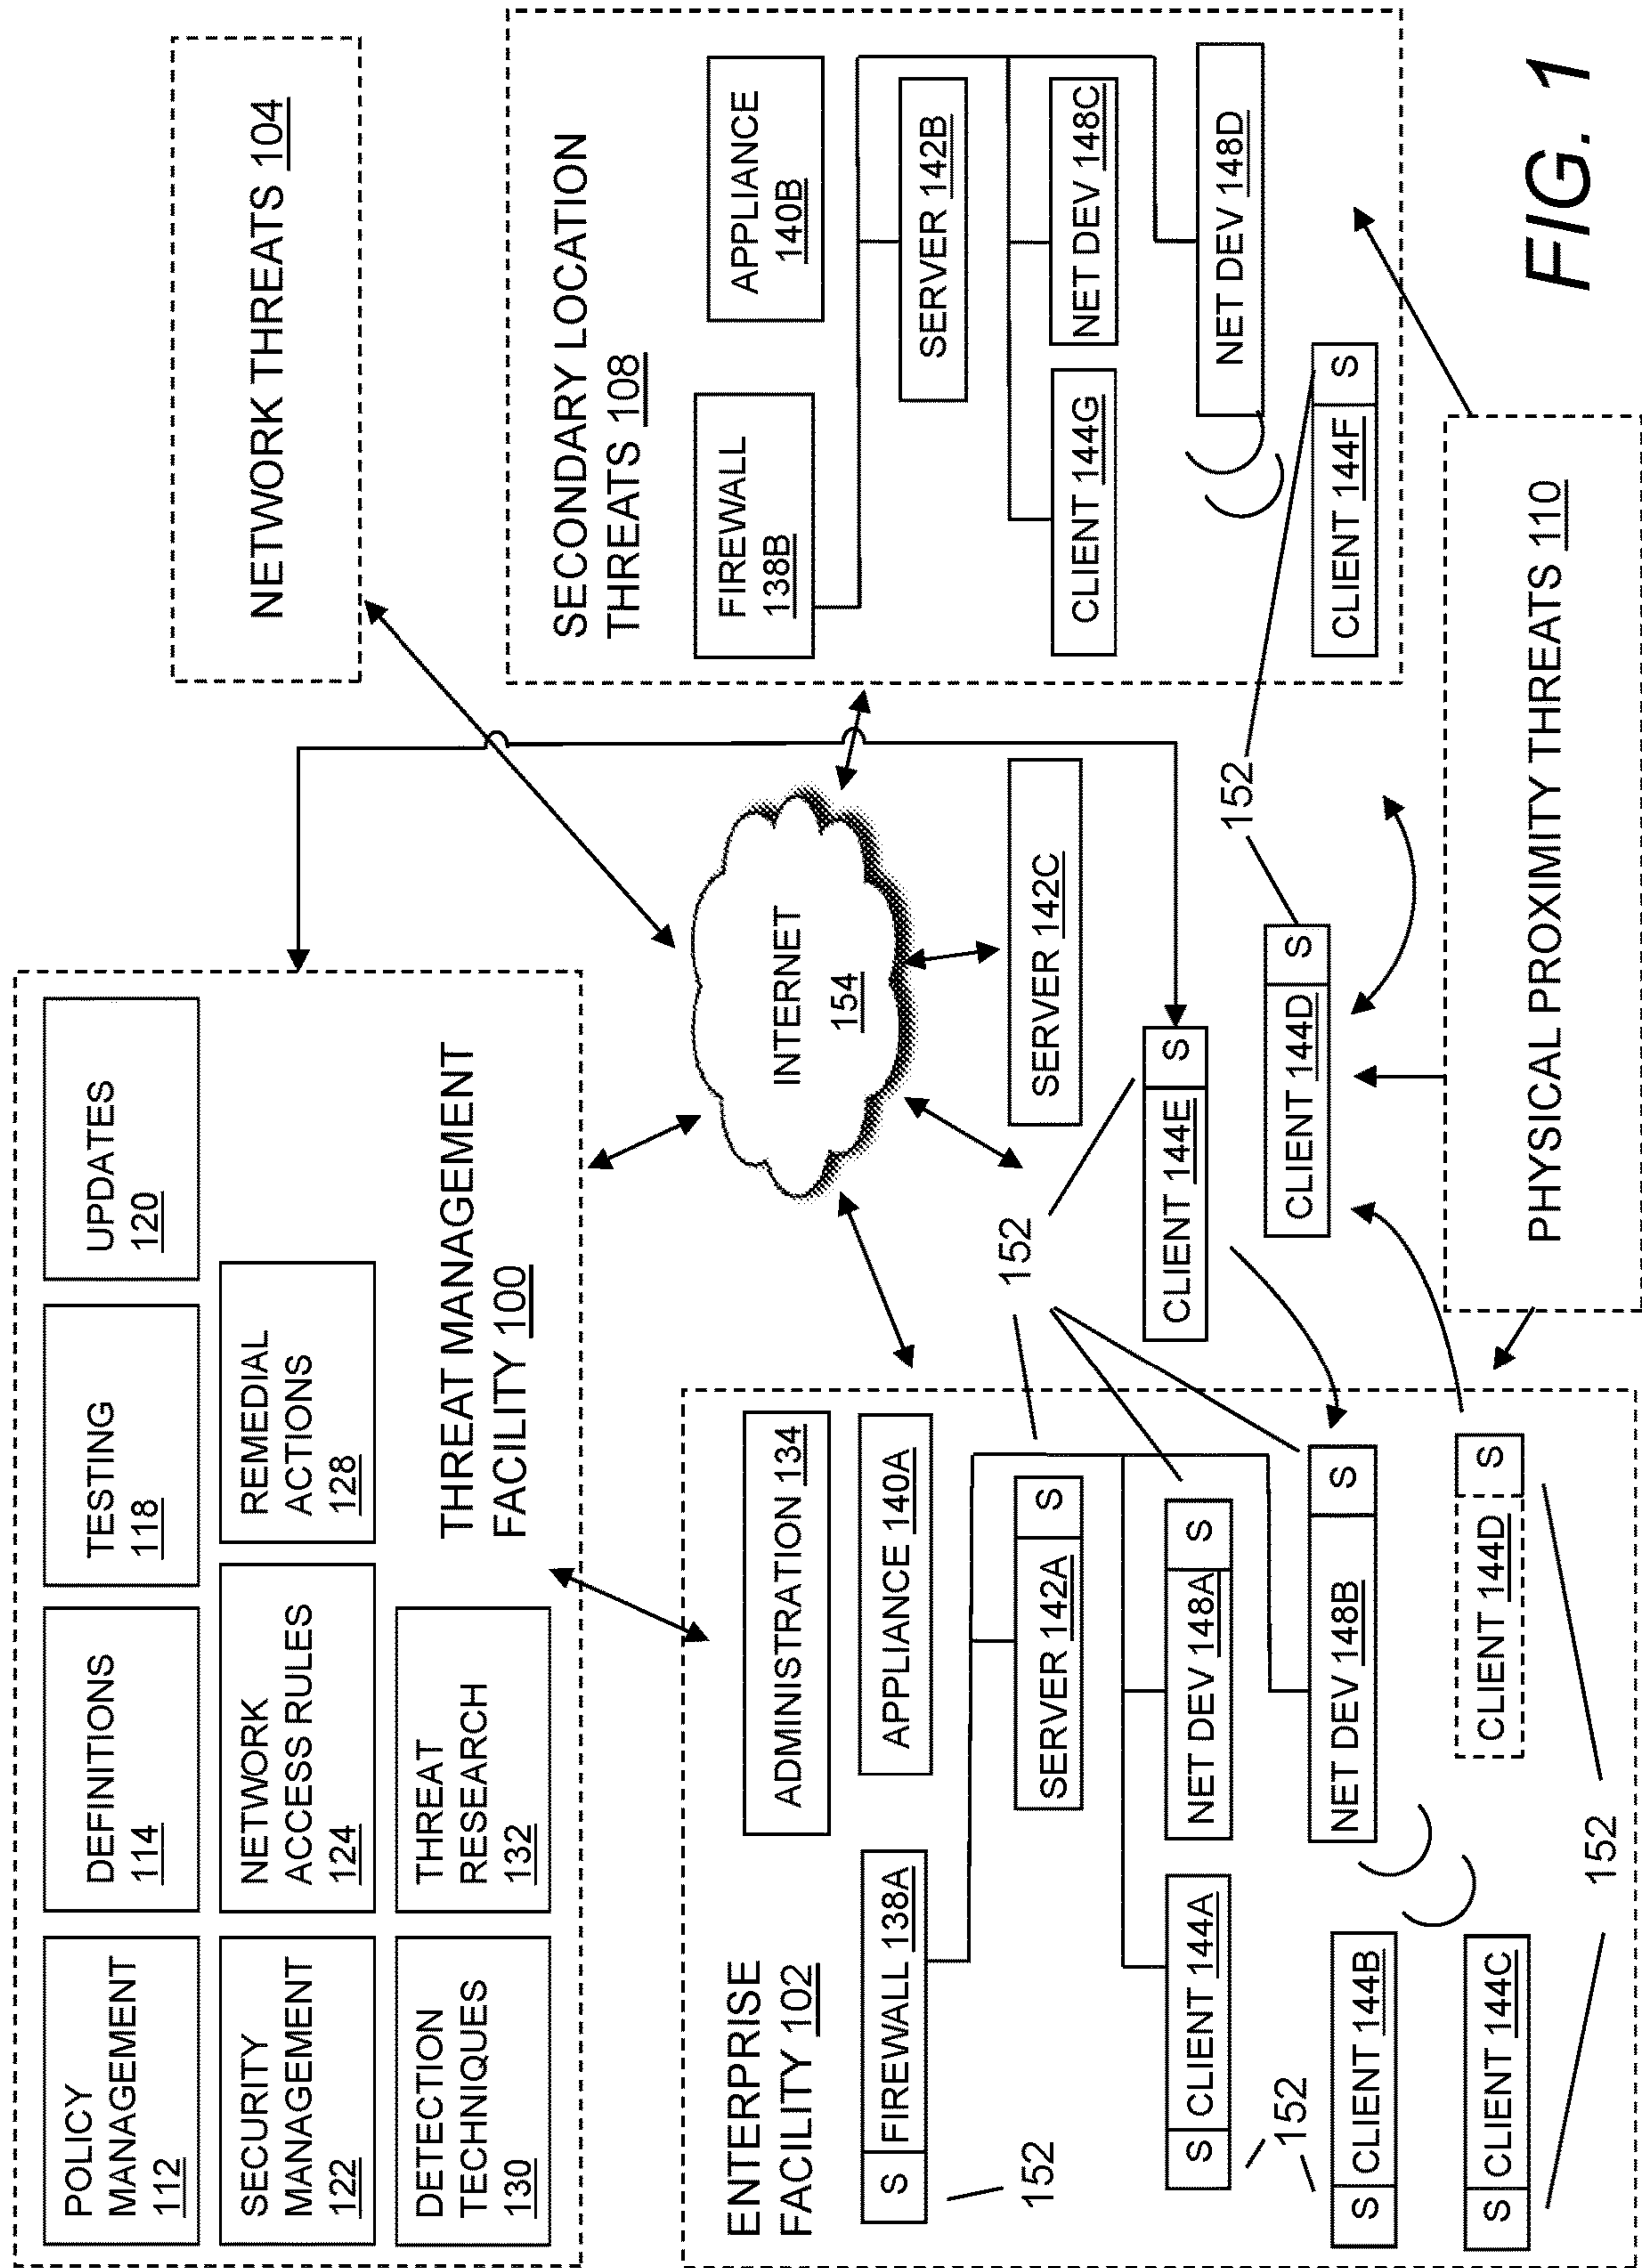 POLICY
MANAGEMENT
112
DEFINITIONS
114
TESTING
118
UPDATES
120
SECURITY
MANAGEMENT
122
NETWORK
ACCESS RULES
124
REMEDIAL
ACTIONS
128
DETECTION
TECHNIQUES
130
THREAT
RESEARCH
132
THREAT MANAGEMENT
FACILITY 100
NETWORK THREATS 104
INTERNET
154
SERVER 142C
SECONDARY LOCATION
THREATS 108
FIREWALL
138B
APPLIANCE
140B
SERVER 142B
CLIENT 144G
NET DEV 148C
NET DEV 148D
CLIENT 144F S
152
ENTERPRISE
FACILITY 102
ADMINISTRATION 134
S FIREWALL 138A
APPLIANCE 140A
152
SERVER 142A S
152
S CLIENT 144A
NET DEV 148A S
152
S CLIENT 144B
NET DEV 148B S
S CLIENT 144C
CLIENT 144D S
152
CLIENT 144E S
CLIENT 144D S
PHYSICAL PROXIMITY THREATS 110
FIG. 1